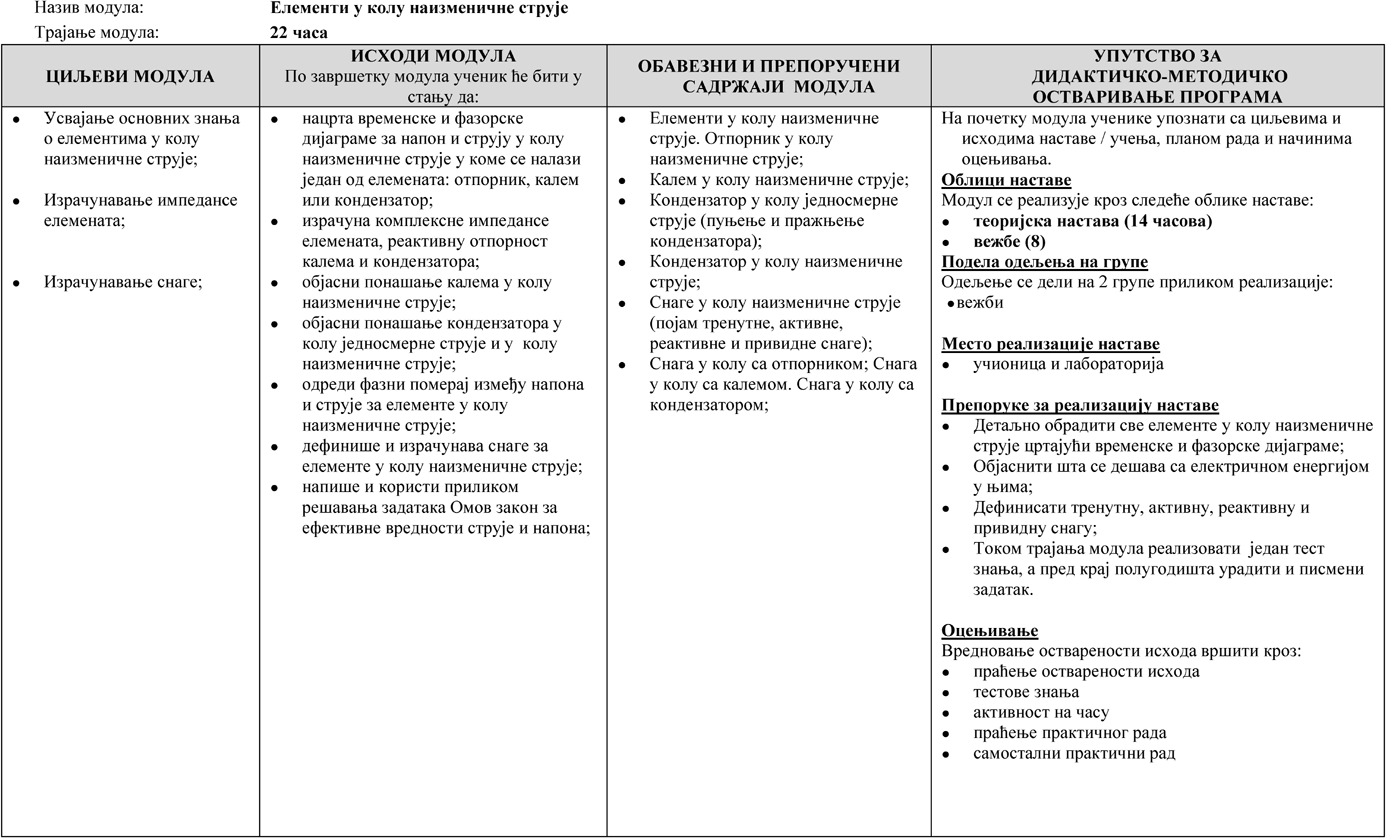 Назив модула: Елементи у колу наизменичне струје
Трајање модула: 22 часа
ЦИЉЕВИ МОДУЛА
ИСХОДИ МОДУЛА
По завршетку модула ученик ће бити у
стању да:
ОБАВЕЗНИ И ПРЕПОРУЧЕНИ
САДРЖАЈИ МОДУЛА
УПУТСТВО ЗА
ДИДАКТИЧКО-МЕТОДИЧКО
ОСТВАРИВАЊЕ ПРОГРАМА
● Усвајање основних знања
о елементима у колу
наизменичне струје;
● Израчунавање импедансе
елемената;
● Израчунавање снаге;
● нацрта временске и фазорске
дијаграме за напон и струју у колу
наизменичне струје у коме се налази
један од елемената: отпорник, калем
или кондензатор;
● израчуна комплексне импедансе
елемената, реактивну отпорност
калема и кондензатора;
● објасни понашање калема у колу
наизменичне струје;
● објасни понашање кондензатора у
колу једносмерне струје и у колу
наизменичне струје;
● одреди фазни померај између напона
и струје за елементе у колу
наизменичне струје;
● дефинише и израчунава снаге за
елементе у колу наизменичне струје;
● напише и користи приликом
решавања задатака Омов закон за
ефективне вредности струје и напона;
● Елементи у колу наизменичне
струје. Отпорник у колу
наизменичне струје;
● Калем у колу наизменичне струје;
● Кондензатор у колу једносмерне
струје (пуњење и пражњење
кондензатора);
● Кондензатор у колу наизменичне
струје;
● Снаге у колу наизменичне струје
(појам тренутне, активне,
реактивне и привидне снаге);
● Снага у колу са отпорником; Снага
у колу са калемом. Снага у колу са
кондензатором;
На почетку модула ученике упознати са циљевима и
исходима наставе / учења, планом рада и начинима
оцењивања.
Облици наставе
Модул се реализује кроз следеће облике наставе:
● теоријска настава (14 часова)
● вежбе (8)
Подела одељења на групе
Одељење се дели на 2 групе приликом реализације:
●вежби
Место реализације наставе
● учионица и лабораторија
Препоруке за реализацију наставе
● Детаљно обрадити све елементе у колу наизменичне
струје цртајући временске и фазорске дијаграме;
● Објаснити шта се дешава са електричном енергијом
у њима;
● Дефинисати тренутну, активну, реактивну и
привидну снагу;
● Током трајања модула реализовати један тест
знања, а пред крај полугодишта урадити и писмени
задатак.
Оцењивање
Вредновање остварености исхода вршити кроз:
● праћење остварености исхода
● тестове знања
● активност на часу
● праћење практичног рада
● самостални практични рад